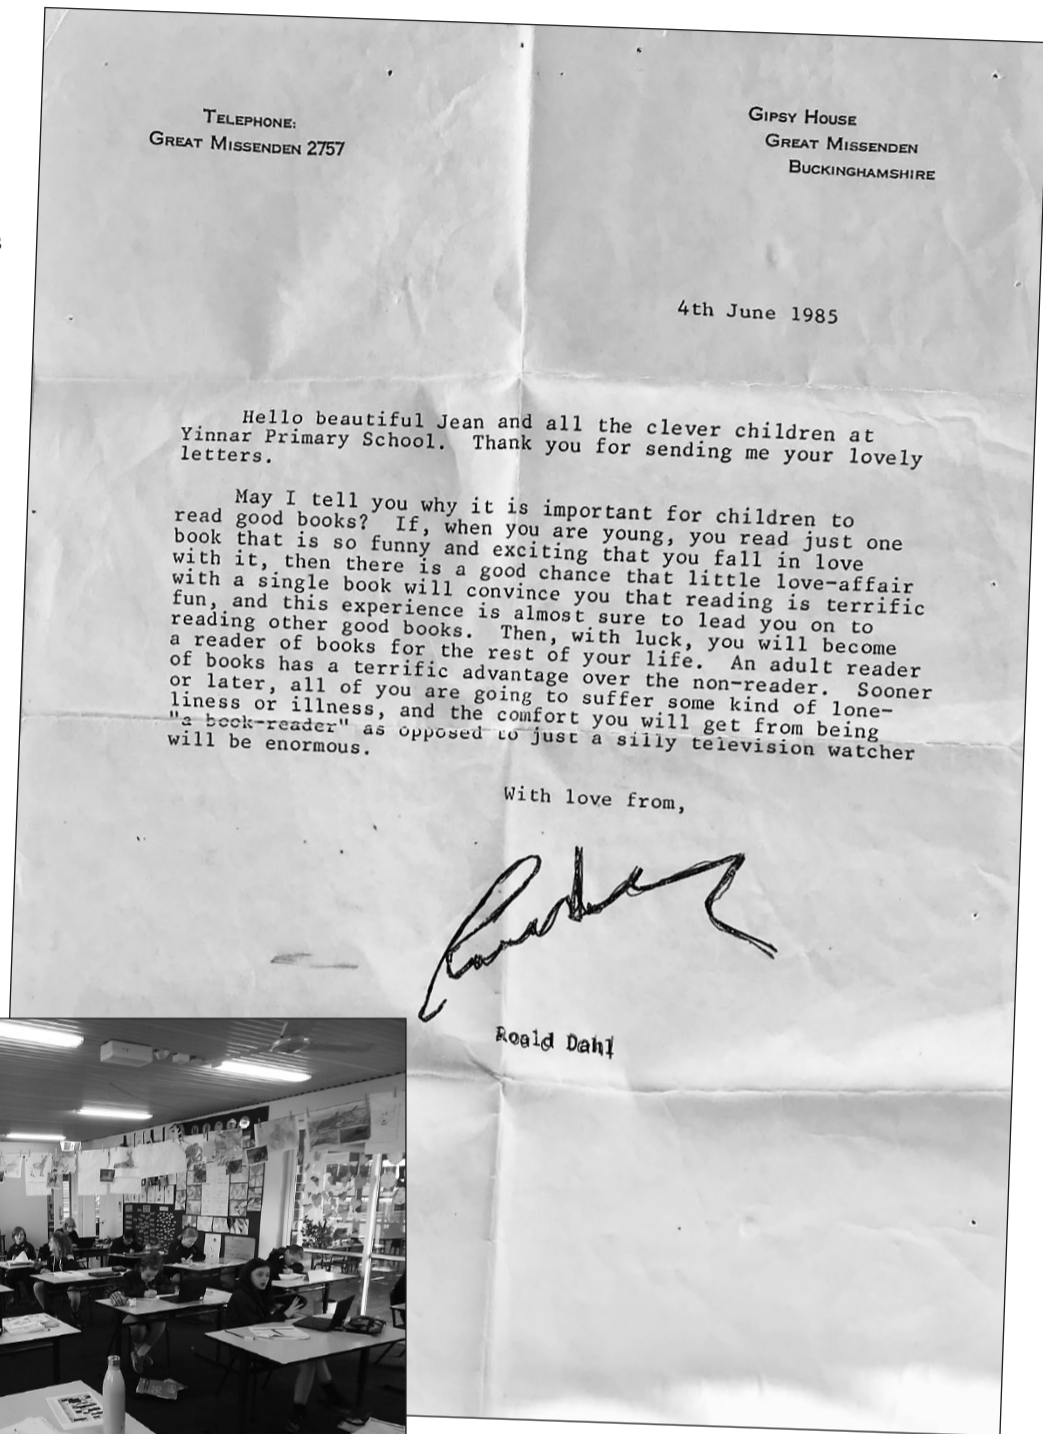 TELEPHONE:
GREAT MISSENDEN 2757
GIPSY HOUSE
GREAT MISSENDEN
BUCKINGHAMSHIRE
4th June 1985
Hello beautiful Jean and all the clever children at
Yinnar Primary School. Thank you for sending me your lovely
letters.
May I tell you why it is important for children to
read good books? If, when you are young, you read just one
book that is so funny and exciting that you fall in love
with it, then there is a good chance that little love-affair
with a single book will convince you that reading is terrific
fun, and this experience is almost sure to lead you on to
reading other good books. Then, with luck, you will become
a reader of books for the rest of your life. An adult reader
of books has a terrific advantage over the non-reader. Sooner
or later, all of you are going to suffer some kind of lone-
liness or illness, and the comfort you will get from being
"a book-reader" as opposed to just a silly television watcher
will be enormous.
With love from,
Roald Dahl